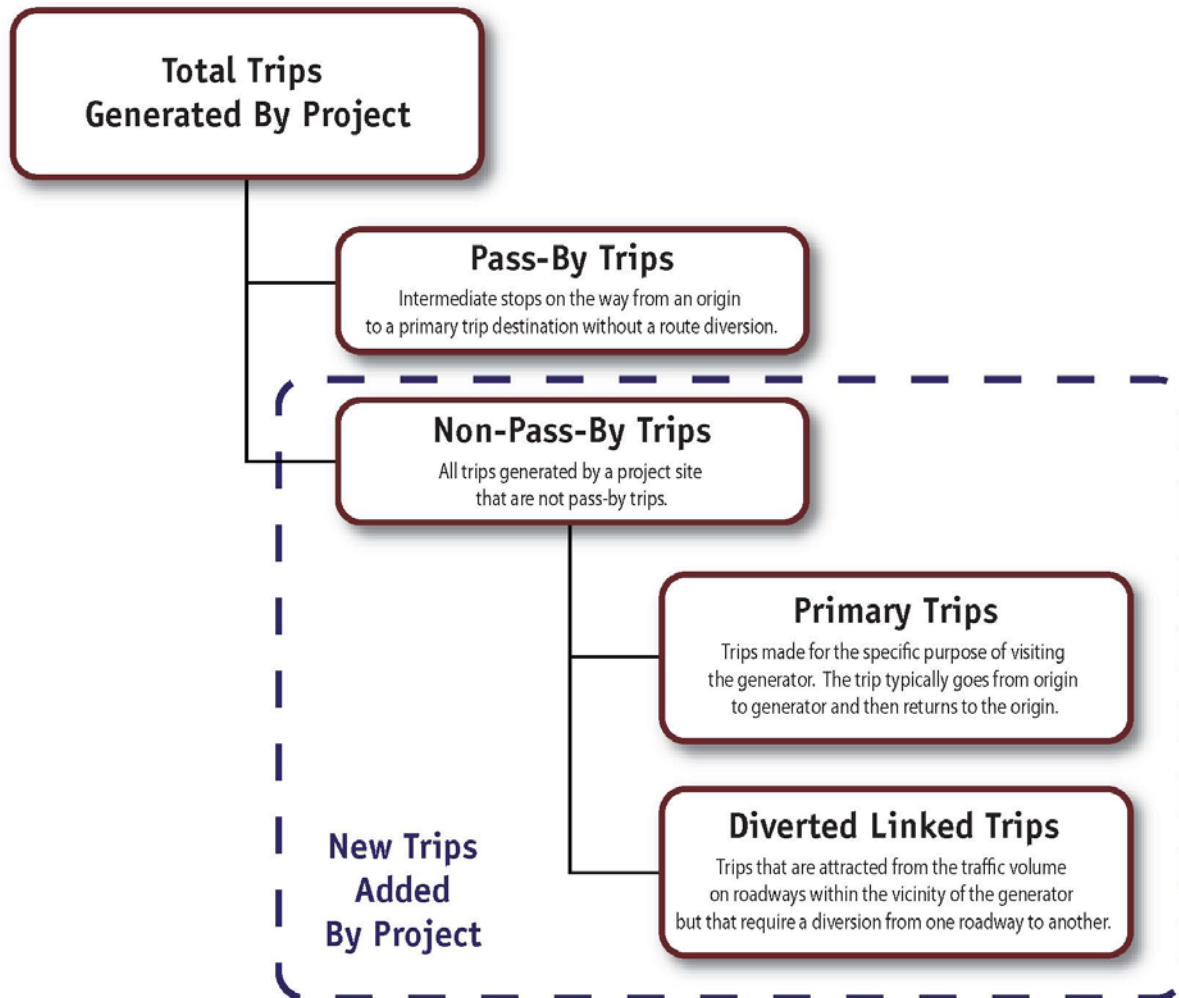 Total Trips
Generated By Project
Pass-By Trips
Intermediate stops on the way from an origin
to a primary trip destination without a route diversion.
Non-Pass-By Trips
All trips generated by a project site
that are not pass-by trips.
Primary Trips
Trips made for the specific purpose of visiting
the generator. The trip typically goes from origin
to generator and then returns to the origin.
Diverted Linked Trips
Trips that are attracted from the traffic volume
on roadways within the vicinity of the generator
but that require a diversion from one roadway to another.
New Trips
Added
By Project